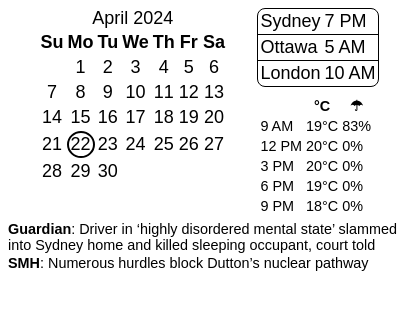 April 2024
Su Mo Tu We Th Fr Sa
1 2 3 4 5 6
7 8 9 10 11 12 13
14 15 16 17 18 19 20
21 22 23 24 25 26 27
28 29 30
Sydney 7 PM
Ottawa 5 AM
London 10 AM
°C ☂
9 AM 19°C 83%
12 PM 20°C 0%
3 PM 20°C 0%
6 PM 19°C 0%
9 PM 18°C 0%
Guardian: Driver in ‘highly disordered mental state’ slammed
into Sydney home and killed sleeping occupant, court told
SMH: Numerous hurdles block Dutton’s nuclear pathway